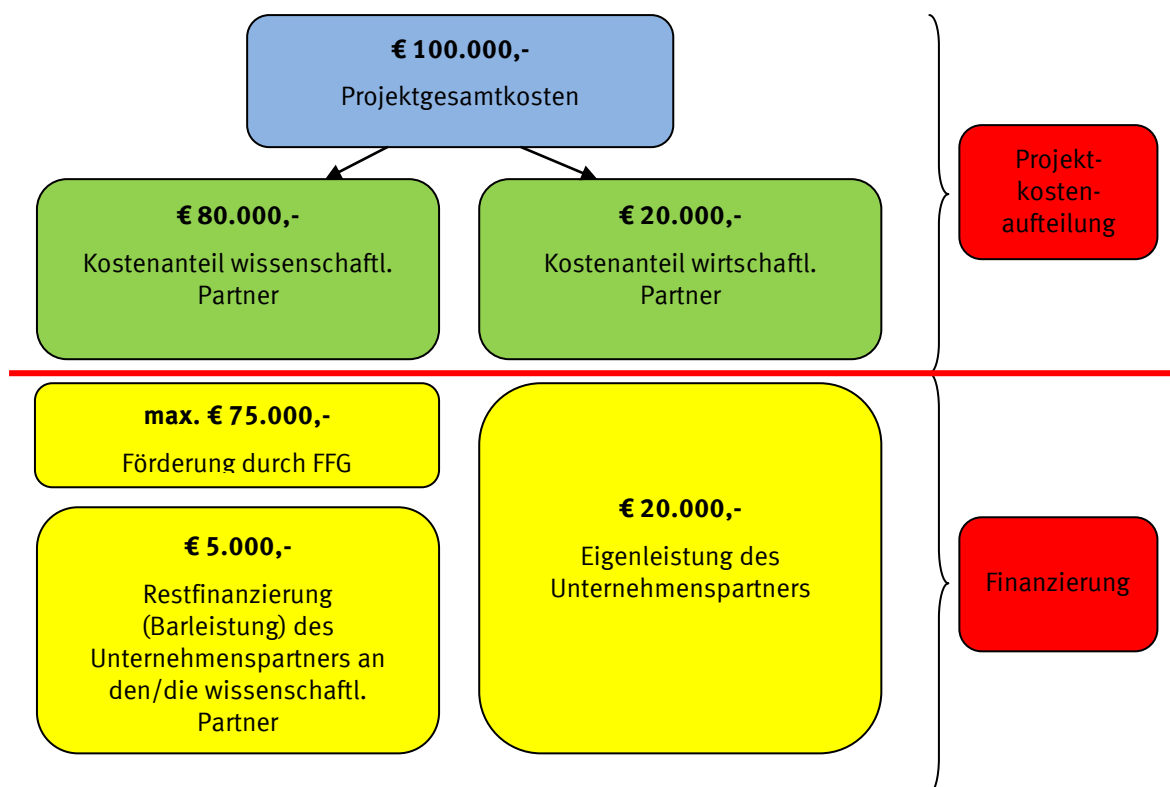 € 100.000,-
Projektgesamtkosten
Projekt-
kosten-
aufteilung
€ 80.000,-
Kostenanteil wissenschaftl.
Partner
€ 20.000,-
Kostenanteil wirtschaftl.
Partner
max. € 75.000,-
Förderung durch FFG
€ 5.000,-
Restfinanzierung
(Barleistung) des
Unternehmenspartners an
den/die wissenschaftl.
Partner
€ 20.000,-
Eigenleistung des
Unternehmenspartners
Finanzierung